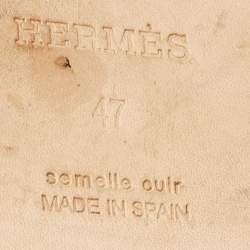 HERMÈS
47
semelle cuir
MADE IN SPAIN